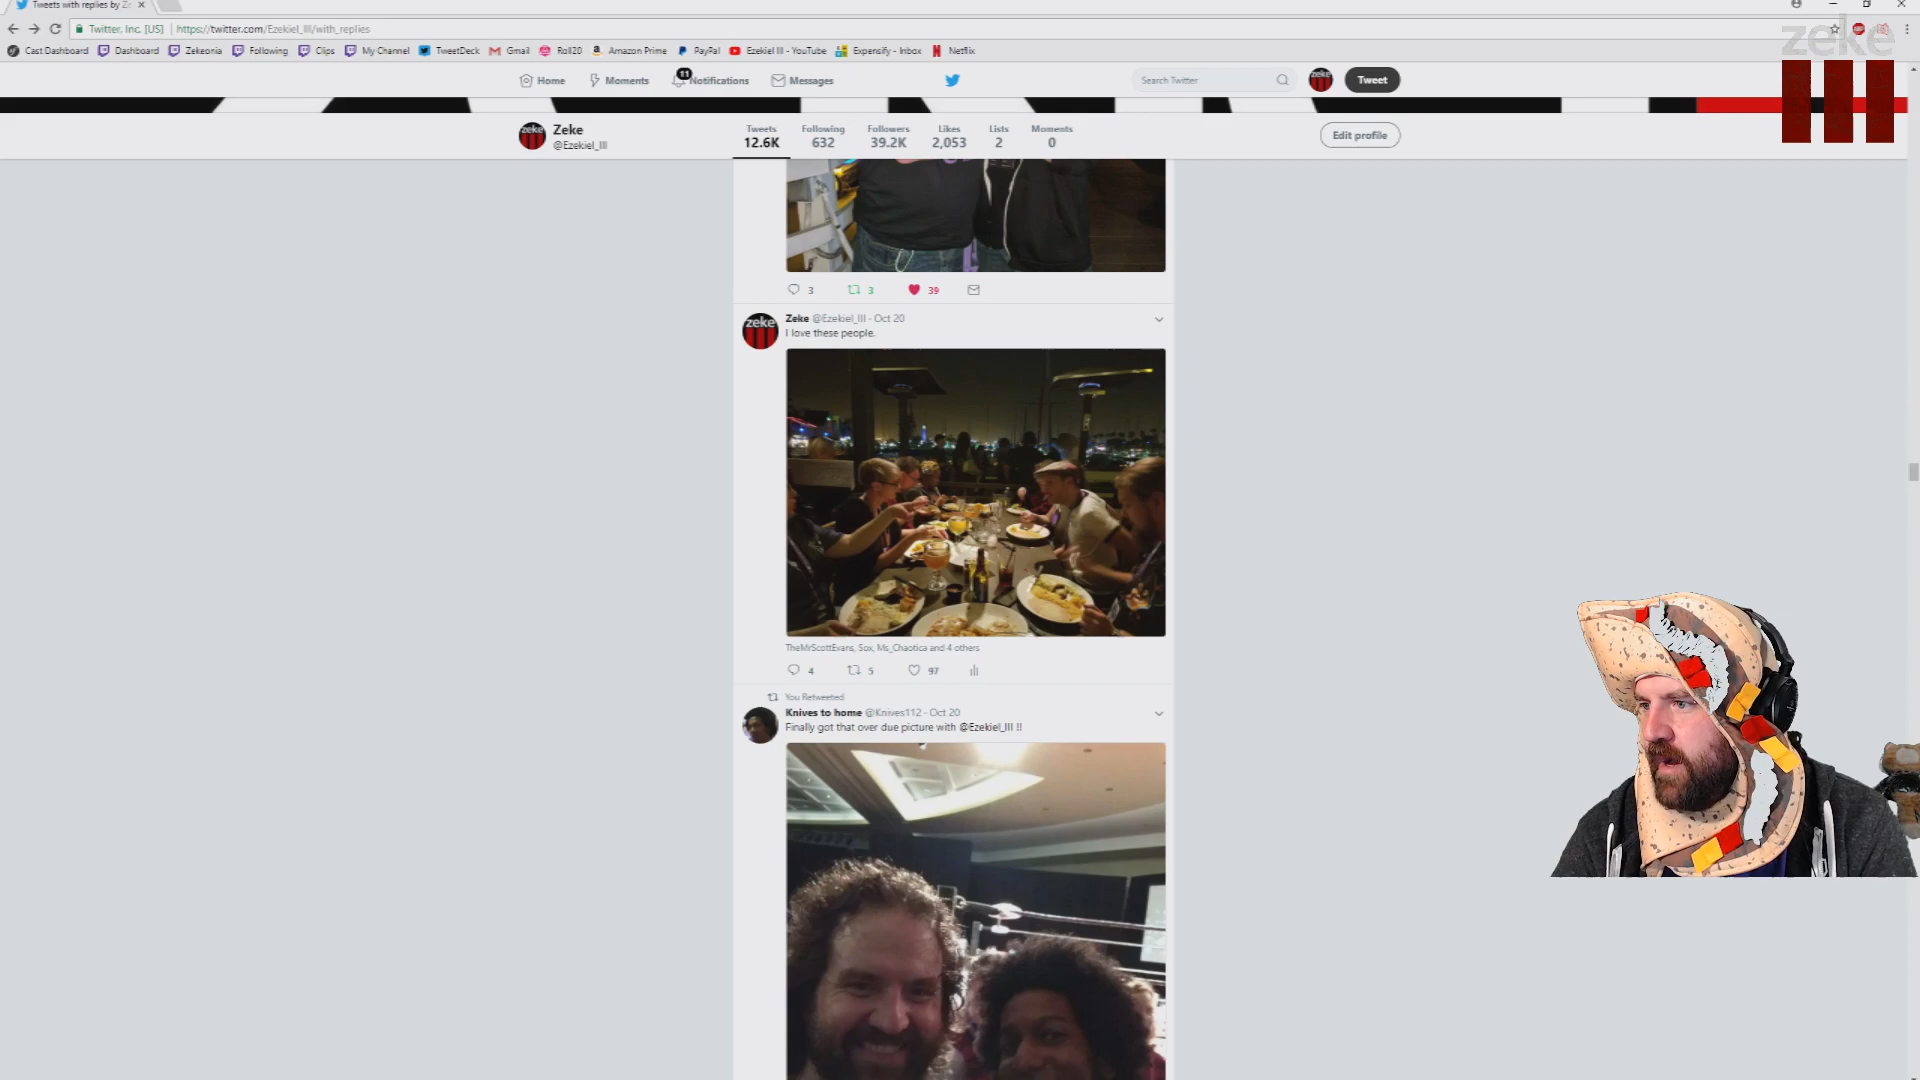 Tweets with replies by Ze
Twitter, Inc. [US] https://twitter.com/Ezekiel_III/with_replies
Cast Dashboard Dashboard Zekeonia Following Clips My Channel TweetDeck Gmail Roll20 Amazon Prime PayPal Ezekiel III - YouTube Expensify - Inbox Netflix
zeke
Home Moments 11 Notifications Messages Search Twitter zeke Tweet
Zeke
@Ezekiel_III
Tweets Following Followers Likes Lists Moments
12.6K 632 39.2K 2,053 2 0
Edit profile
3 3 39
Zeke @Ezekiel_III · Oct 20
I love these people.
TheMrScottEvans, Sox, Ms_Chaotica and 4 others
4 5 97
You Retweeted
Knives to home @Knives112 · Oct 20
Finally got that over due picture with @Ezekiel_III !!